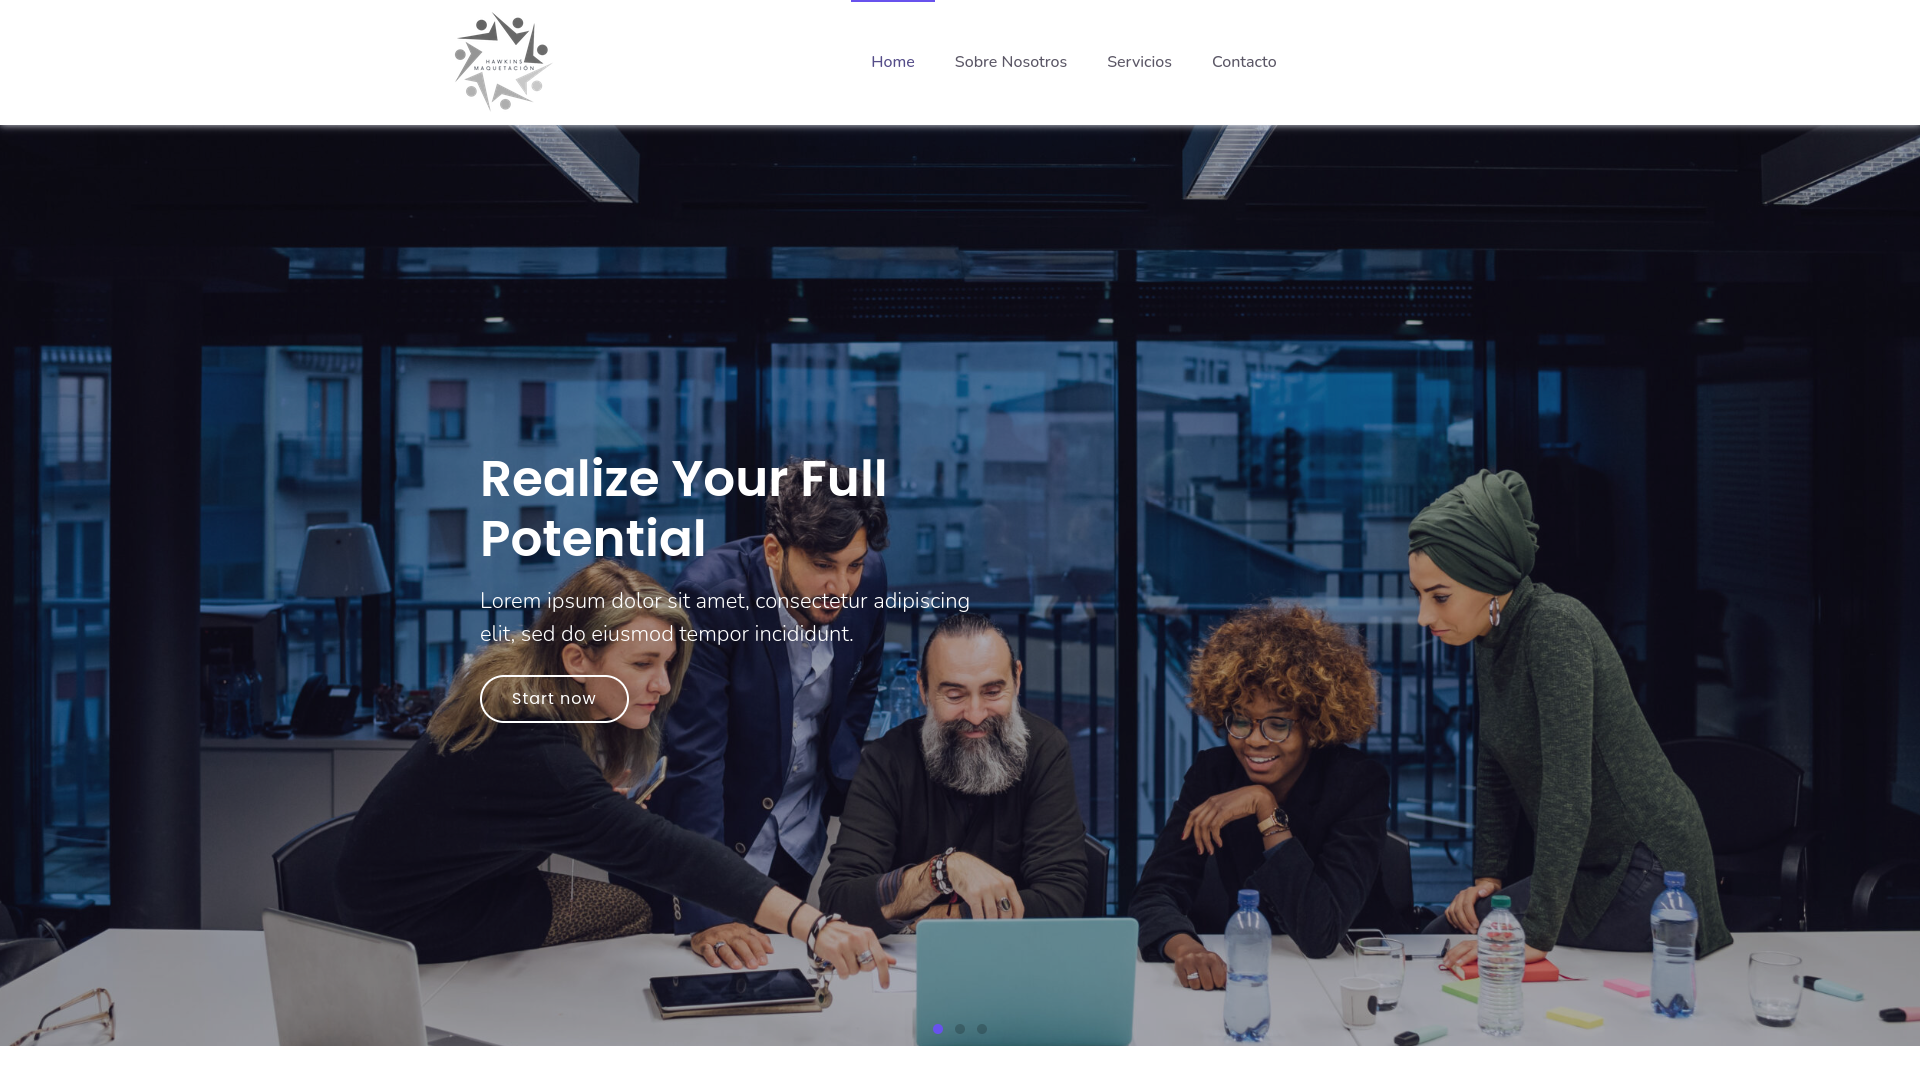 HAWKINS
MAQUETACIÓN
Home
Sobre Nosotros
Servicios
Contacto
Realize Your Full
Potential
Lorem ipsum dolor sit amet, consectetur adipiscing
elit, sed do eiusmod tempor incididunt.
Start now